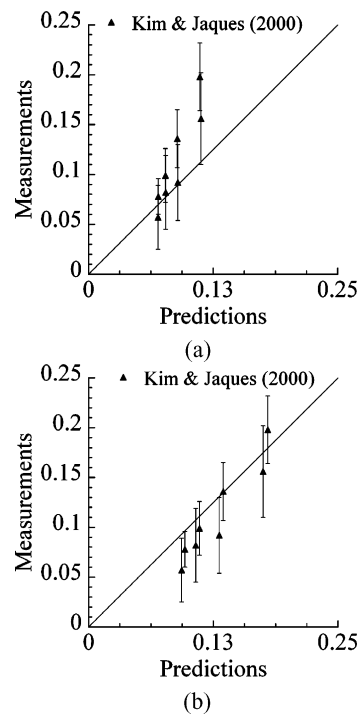 ▲ Kim & Jaques (2000)
0.25
0.2
0.15
0.1
0.05
0
Measurements
0 0.13 0.25
Predictions
(a)
▲ Kim & Jaques (2000)
0.25
0.2
0.15
0.1
0.05
0
Measurements
0 0.13 0.25
Predictions
(b)